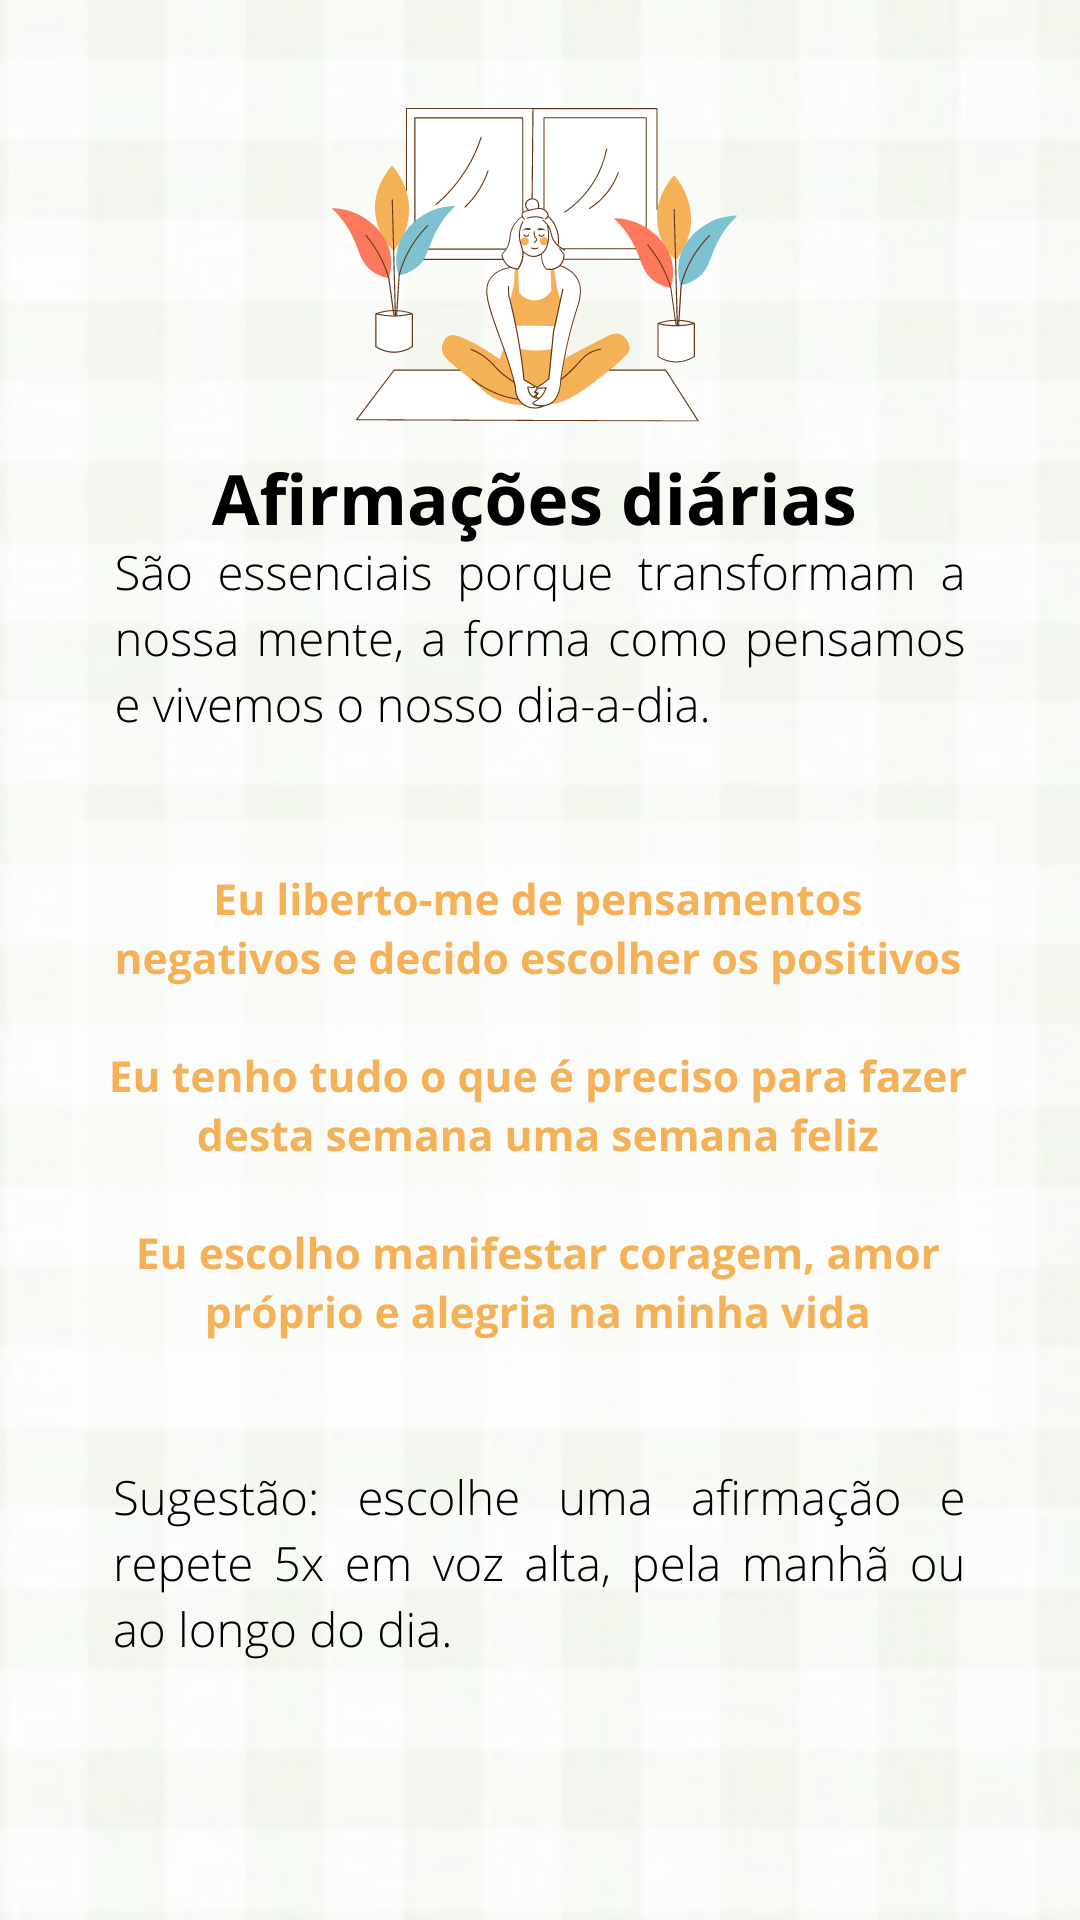 Afirmações diárias
São essenciais porque transformam a
nossa mente, a forma como pensamos
e vivemos o nosso dia-a-dia.
Eu liberto-me de pensamentos
negativos e decido escolher os positivos
Eu tenho tudo o que é preciso para fazer
desta semana uma semana feliz
Eu escolho manifestar coragem, amor
próprio e alegria na minha vida
Sugestão: escolhe uma afirmação e
repete 5x em voz alta, pela manhã ou
ao longo do dia.